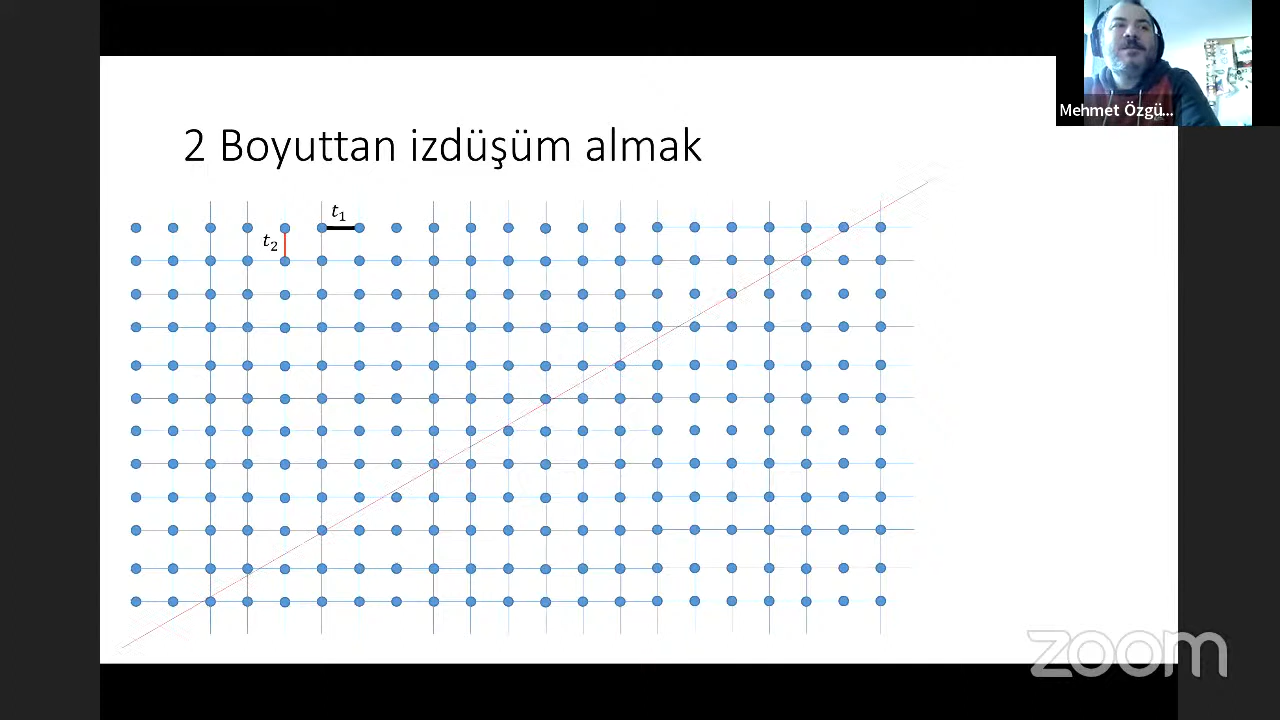 Mehmet Özgü...
2 Boyuttan izdüşüm almak
t₁
t₂
zoom